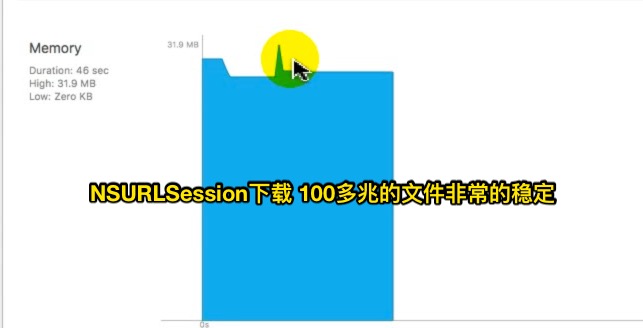 Memory
31.9 MB
Duration: 46 sec
High: 31.9 MB
Low: Zero KB
NSURLSession下载 100多兆的文件非常的稳定
0s